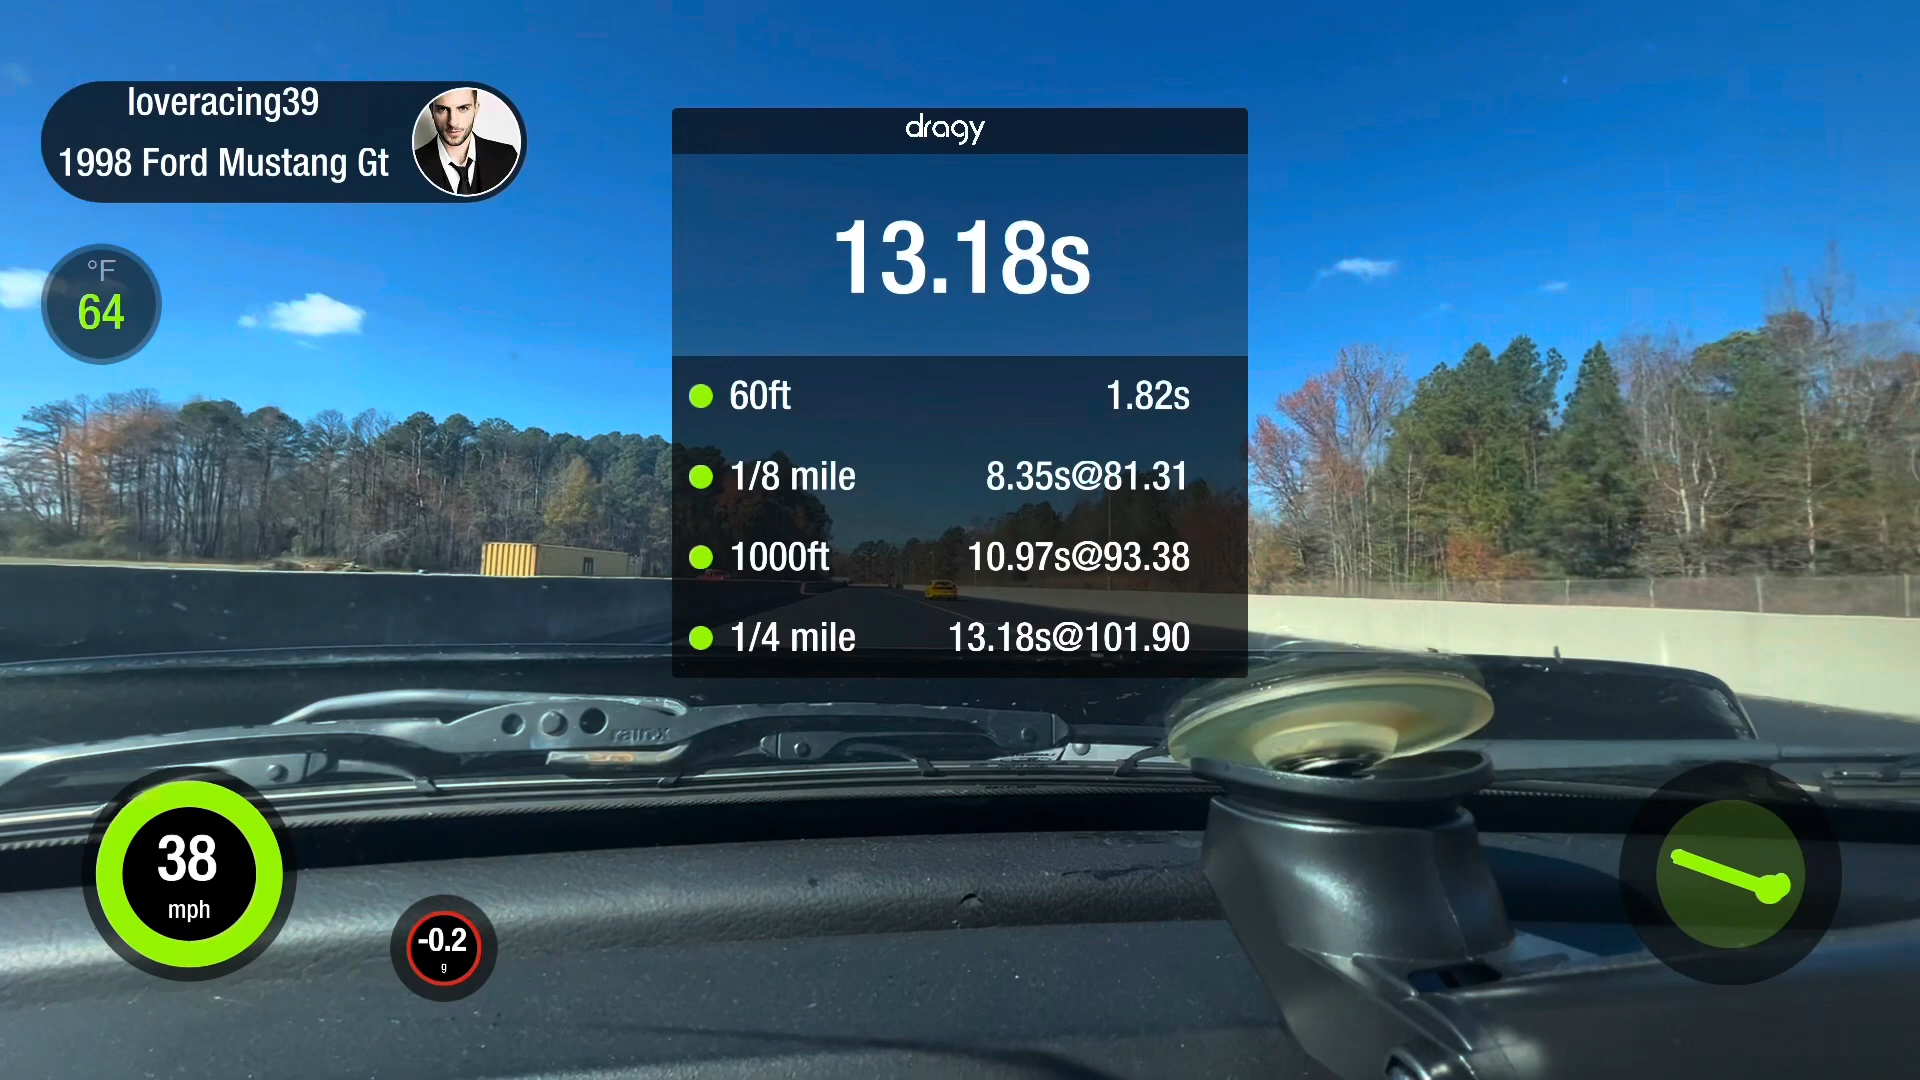 loveracing39
1998 Ford Mustang Gt
°F
64
dragy
13.18s
60ft 1.82s
1/8 mile 8.35s@81.31
1000ft 10.97s@93.38
1/4 mile 13.18s@101.90
rain-x
38
mph
-0.2
g